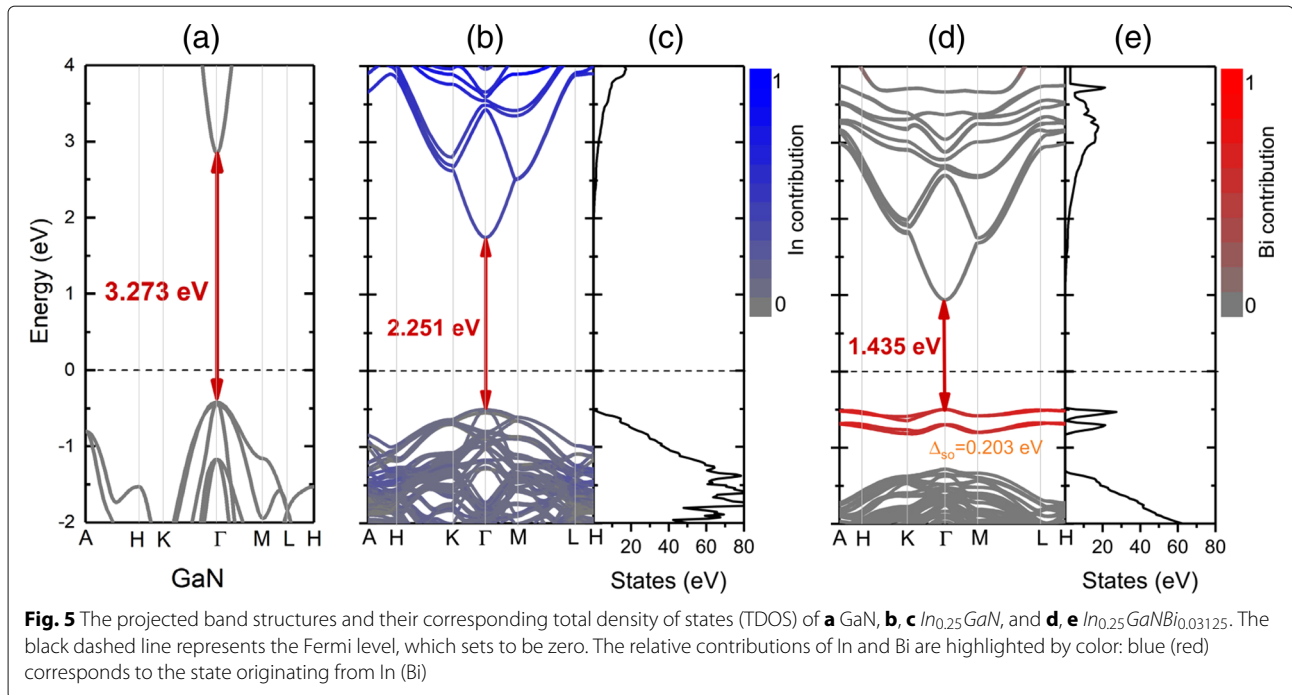 (a) (b) (c) (d) (e)
4
3
2
1
0
-1
-2
Energy (eV)
3.273 eV
A H K Γ M L H
GaN
2.251 eV
A H K Γ M L H
20 40 60 80
States (eV)
1
0
In contribution
1.435 eV
Δso=0.203 eV
A H K Γ M L H
20 40 60 80
States (eV)
1
0
Bi contribution
Fig. 5 The projected band structures and their corresponding total density of states (TDOS) of a GaN, b, c In0.25GaN, and d, e In0.25GaNBi0.03125. The
black dashed line represents the Fermi level, which sets to be zero. The relative contributions of In and Bi are highlighted by color: blue (red)
corresponds to the state originating from In (Bi)